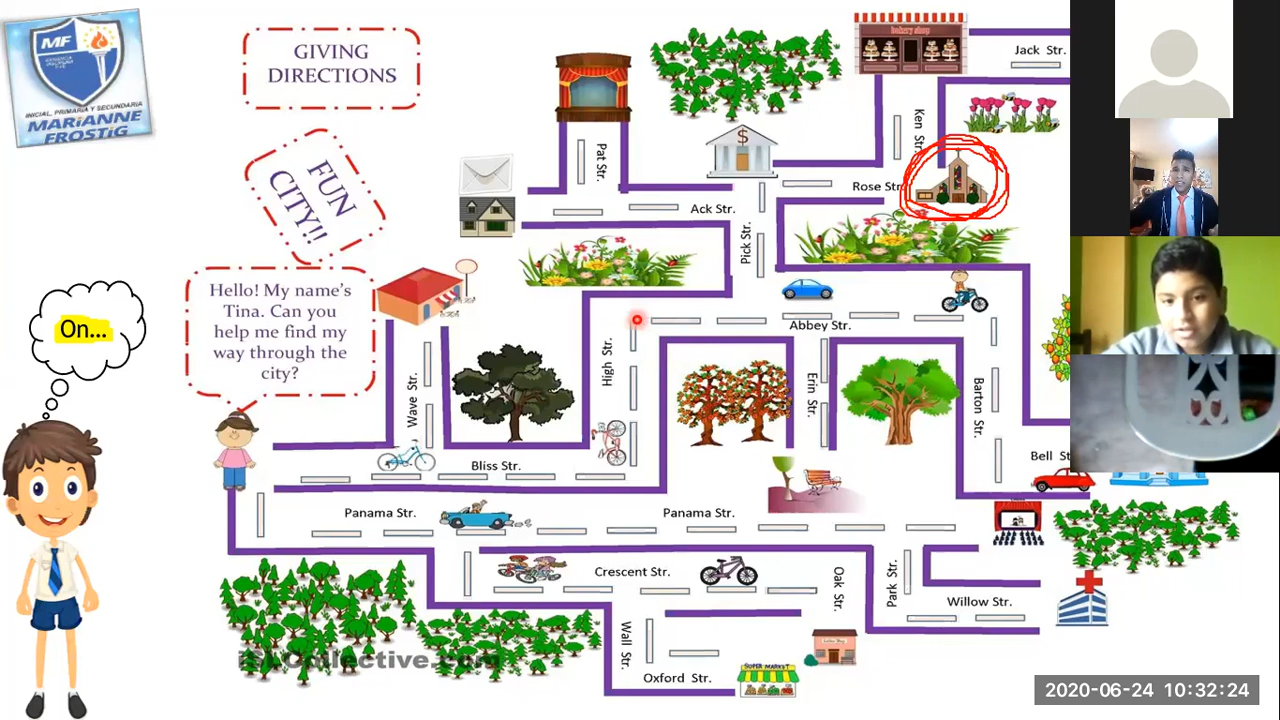 MF
INICIAL, PRIMARIA Y SECUNDARIA
MARiANNE
FROSTiG
GIVING
DIRECTIONS
FUN
CITY!!
Hello! My name's
Tina. Can you
help me find my
way through the
city?
On...
bakery shop
Jack Str.
Ken Str.
Pat Str.
$
Rose Str.
Ack Str.
Pick Str.
Abbey Str.
High Str.
Erin Str.
Barton Str.
Wave Str.
Bliss Str.
Bell St
Panama Str.
Panama Str.
Crescent Str.
Oak Str.
Park Str.
Willow Str.
Wall Str.
Oxford Str.
SUPER MARKET
2020-06-24 10:32:24